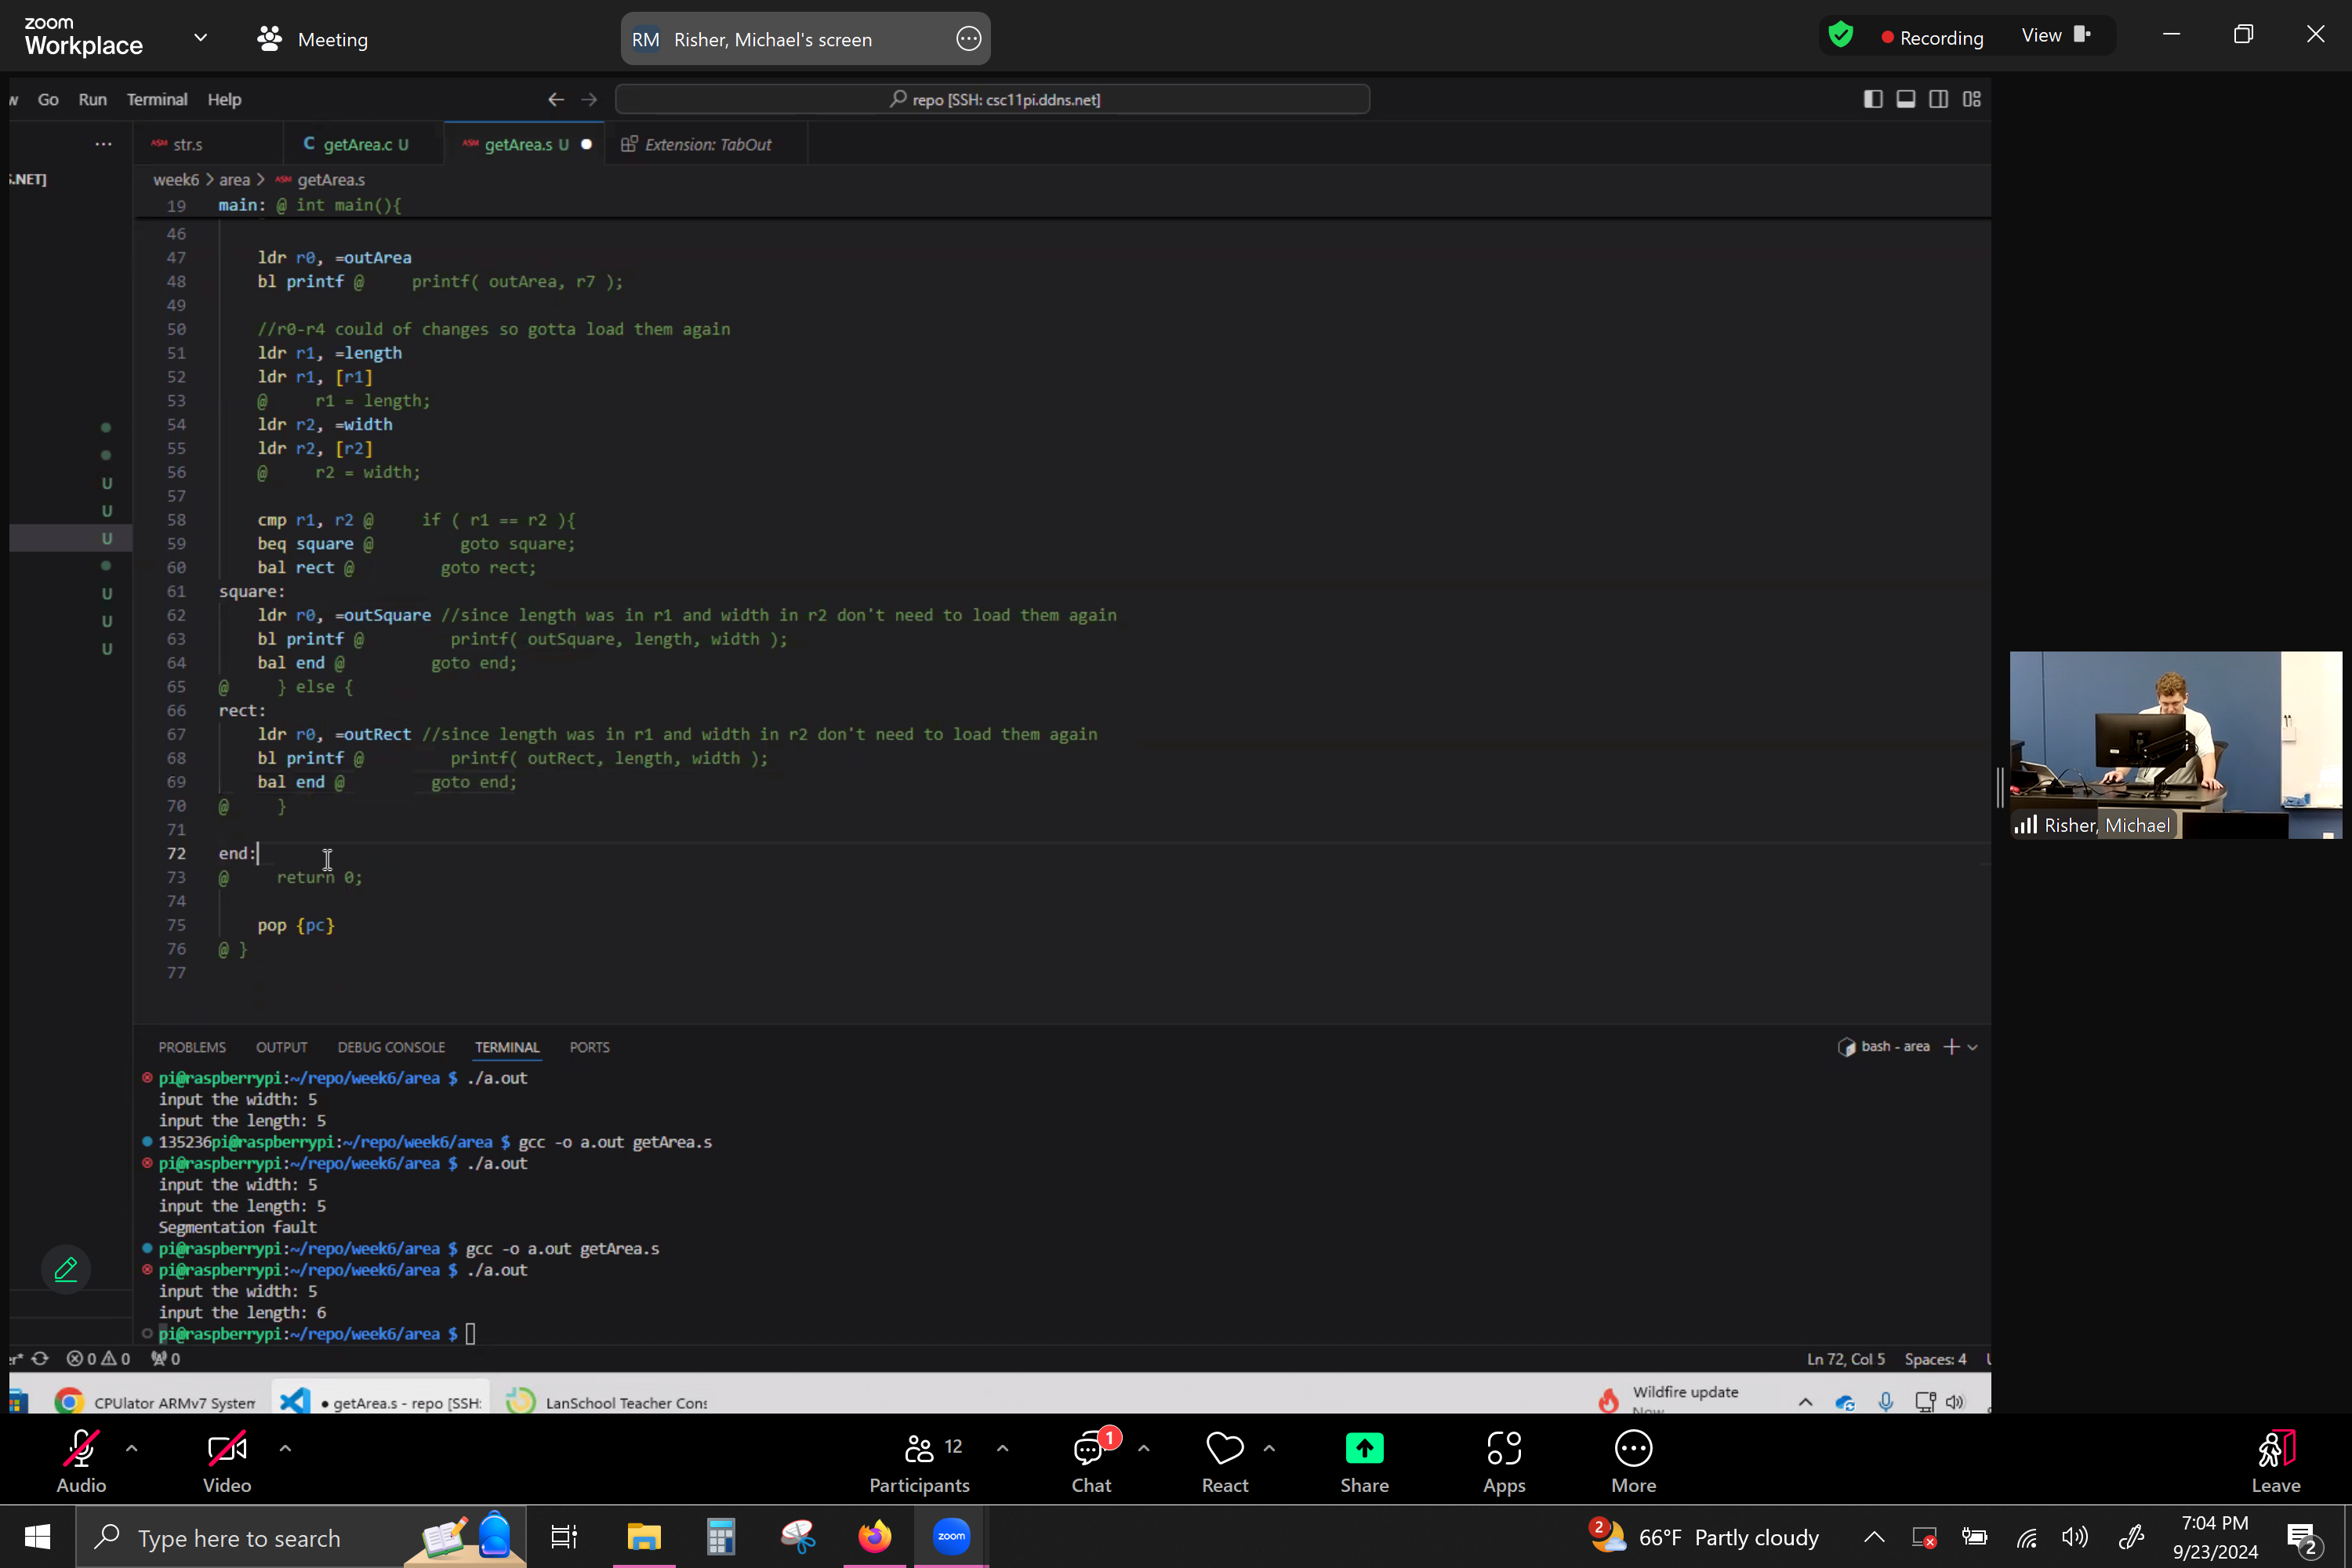 zoom
Workplace
Meeting
RM Risher, Michael's screen
Recording
View
w Go Run Terminal Help
repo [SSH: csc11pi.ddns.net]
ASM str.s
C getArea.c U
ASM getArea.s U
Extension: TabOut
S.NET]
week6 > area > ASM getArea.s
19 main: @ int main(){
46
47 ldr r0, =outArea
48 bl printf @ printf( outArea, r7 );
49
50 //r0-r4 could of changes so gotta load them again
51 ldr r1, =length
52 ldr r1, [r1]
53 @ r1 = length;
54 ldr r2, =width
55 ldr r2, [r2]
56 @ r2 = width;
57
58 cmp r1, r2 @ if ( r1 == r2 ){
59 beq square @ goto square;
60 bal rect @ goto rect;
61 square:
62 ldr r0, =outSquare //since length was in r1 and width in r2 don't need to load them again
63 bl printf @ printf( outSquare, length, width );
64 bal end @ goto end;
65 @ } else {
66 rect:
67 ldr r0, =outRect //since length was in r1 and width in r2 don't need to load them again
68 bl printf @ printf( outRect, length, width );
69 bal end @ goto end;
70 @ }
71
72 end:
73 @ return 0;
74
75 pop {pc}
76 @ }
77
U
U
U
U
U
U
Risher, Michael
PROBLEMS OUTPUT DEBUG CONSOLE TERMINAL PORTS
bash - area
pi@raspberrypi:~/repo/week6/area $ ./a.out
input the width: 5
input the length: 5
135236pi@raspberrypi:~/repo/week6/area $ gcc -o a.out getArea.s
pi@raspberrypi:~/repo/week6/area $ ./a.out
input the width: 5
input the length: 5
Segmentation fault
pi@raspberrypi:~/repo/week6/area $ gcc -o a.out getArea.s
pi@raspberrypi:~/repo/week6/area $ ./a.out
input the width: 5
input the length: 6
pi@raspberrypi:~/repo/week6/area $
0 0 0
Ln 72, Col 5 Spaces: 4
CPUlator ARMv7 System
getArea.s - repo [SSH:
LanSchool Teacher Cons
Wildfire update
Now
Audio
Video
12
Participants
1
Chat
React
Share
Apps
More
Leave
Type here to search
zoom
2
66°F Partly cloudy
7:04 PM
9/23/2024
2